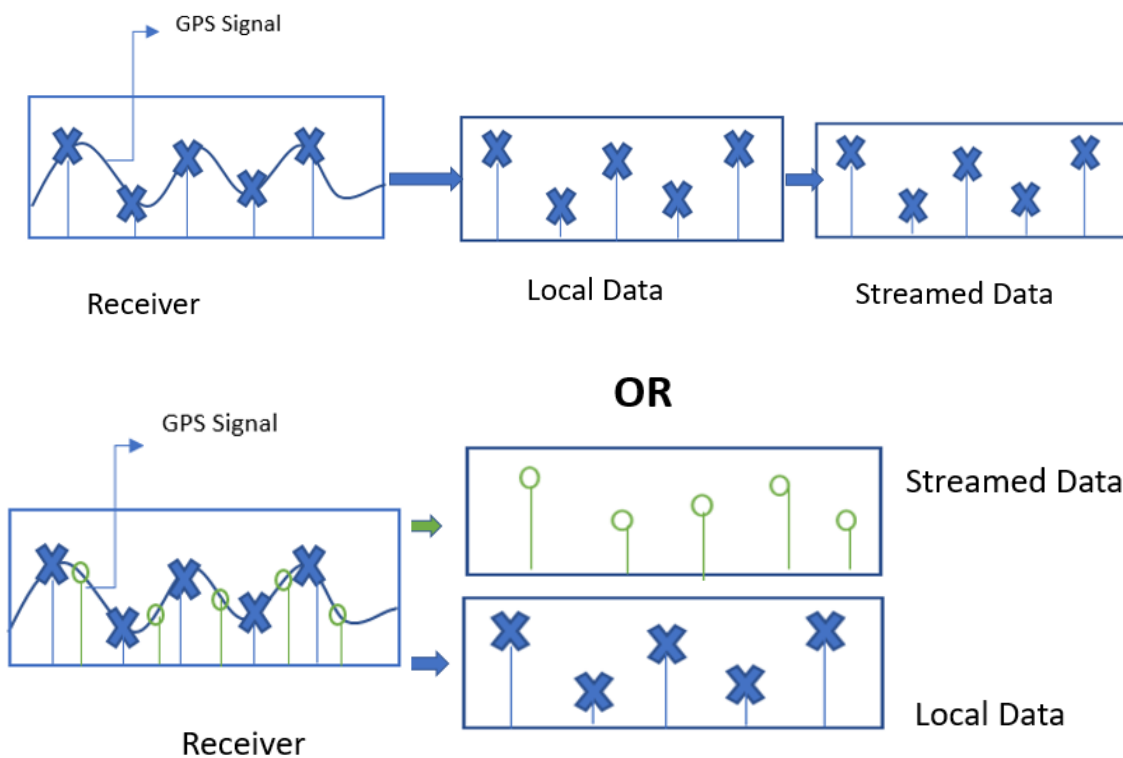 GPS Signal
Receiver
Local Data
Streamed Data
OR
GPS Signal
Streamed Data
Receiver
Local Data